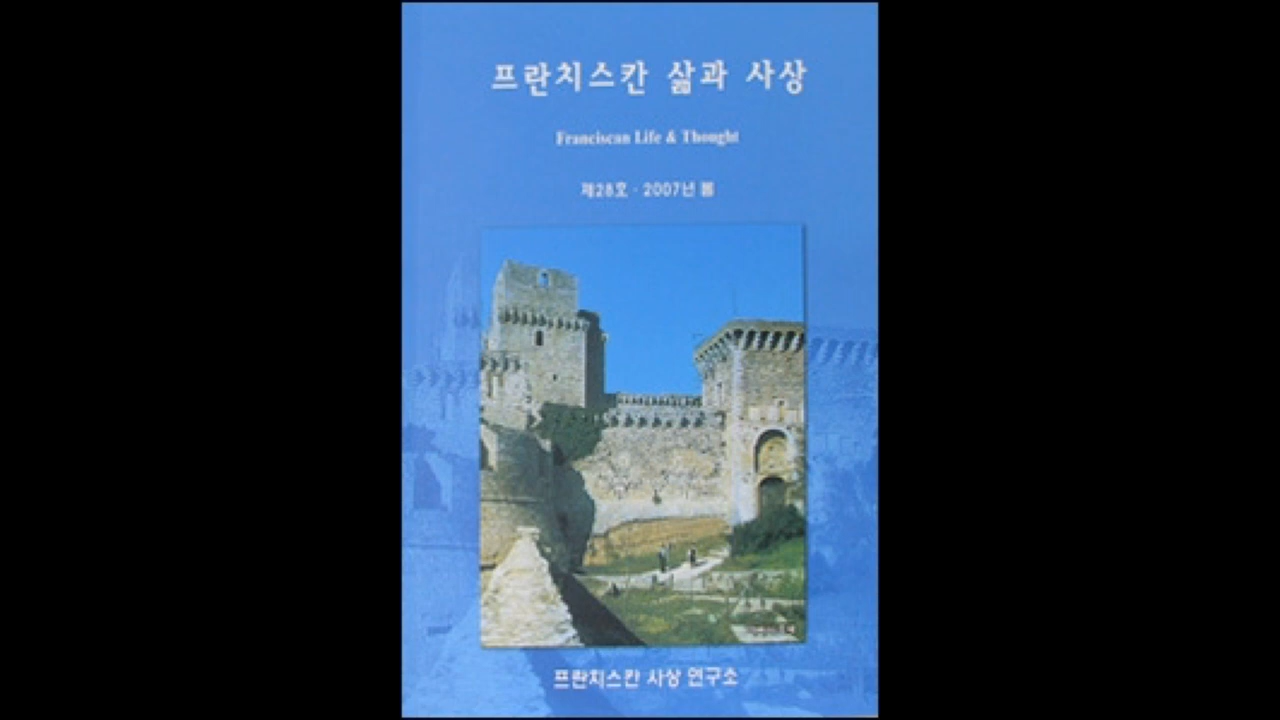 프란치스칸 삶과 사상
Franciscan Life & Thought
제28호 · 2007년 봄
프란치스칸 사상 연구소